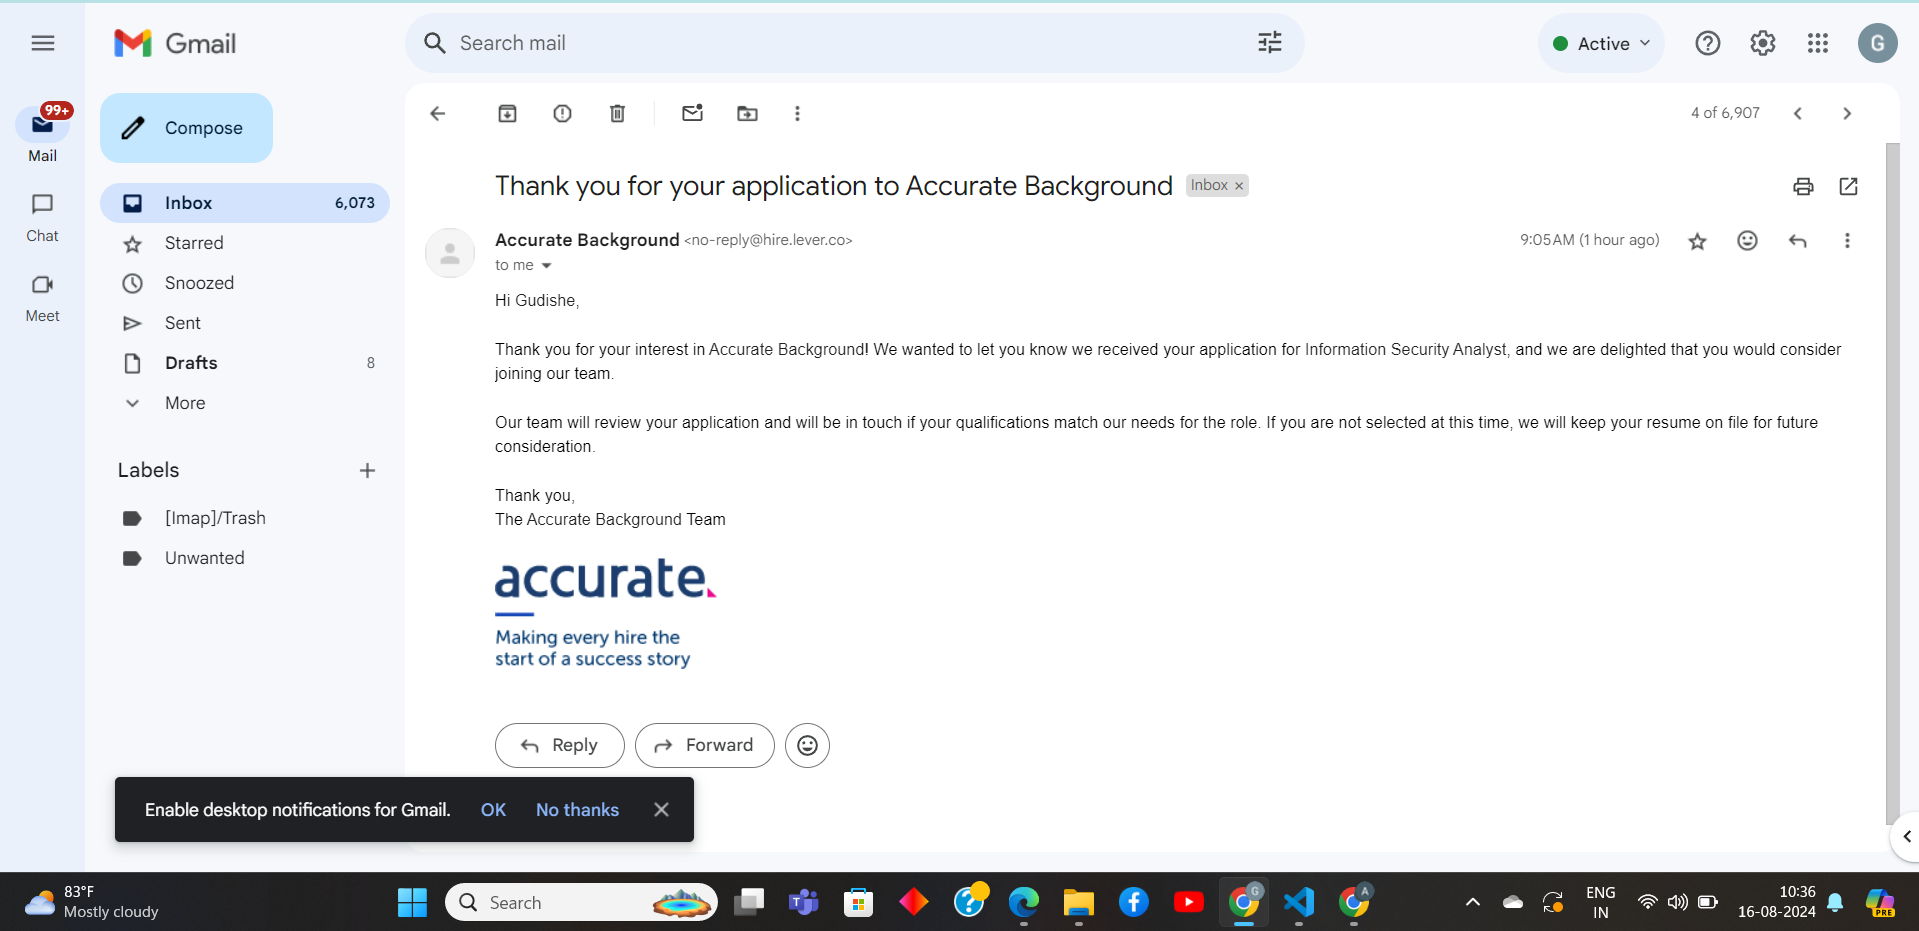 Gmail
Search mail
Active
G
99+
Mail
Chat
Meet
Compose
Inbox 6,073
Starred
Snoozed
Sent
Drafts 8
More
Labels
[Imap]/Trash
Unwanted
4 of 6,907
Thank you for your application to Accurate Background Inbox ×
Accurate Background <no-reply@hire.lever.co> 9:05 AM (1 hour ago)
to me
Hi Gudishe,
Thank you for your interest in Accurate Background! We wanted to let you know we received your application for Information Security Analyst, and we are delighted that you would consider
joining our team.
Our team will review your application and will be in touch if your qualifications match our needs for the role. If you are not selected at this time, we will keep your resume on file for future
consideration.
Thank you,
The Accurate Background Team
accurate.
Making every hire the
start of a success story
Reply Forward
Enable desktop notifications for Gmail. OK No thanks
83°F
Mostly cloudy
Search
T
G
A
ENG
IN
10:36
16-08-2024
PRE